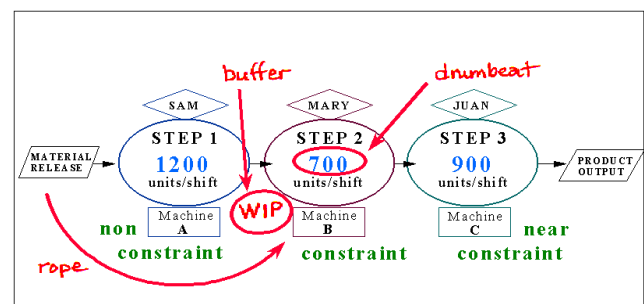 buffer
drumbeat
SAM
MARY
JUAN
STEP 1
STEP 2
STEP 3
MATERIAL
RELEASE
1200
700
900
PRODUCT
OUTPUT
units/shift
units/shift
units/shift
WIP
Machine
A
Machine
B
Machine
C
non
constraint
constraint
near
constraint
rope